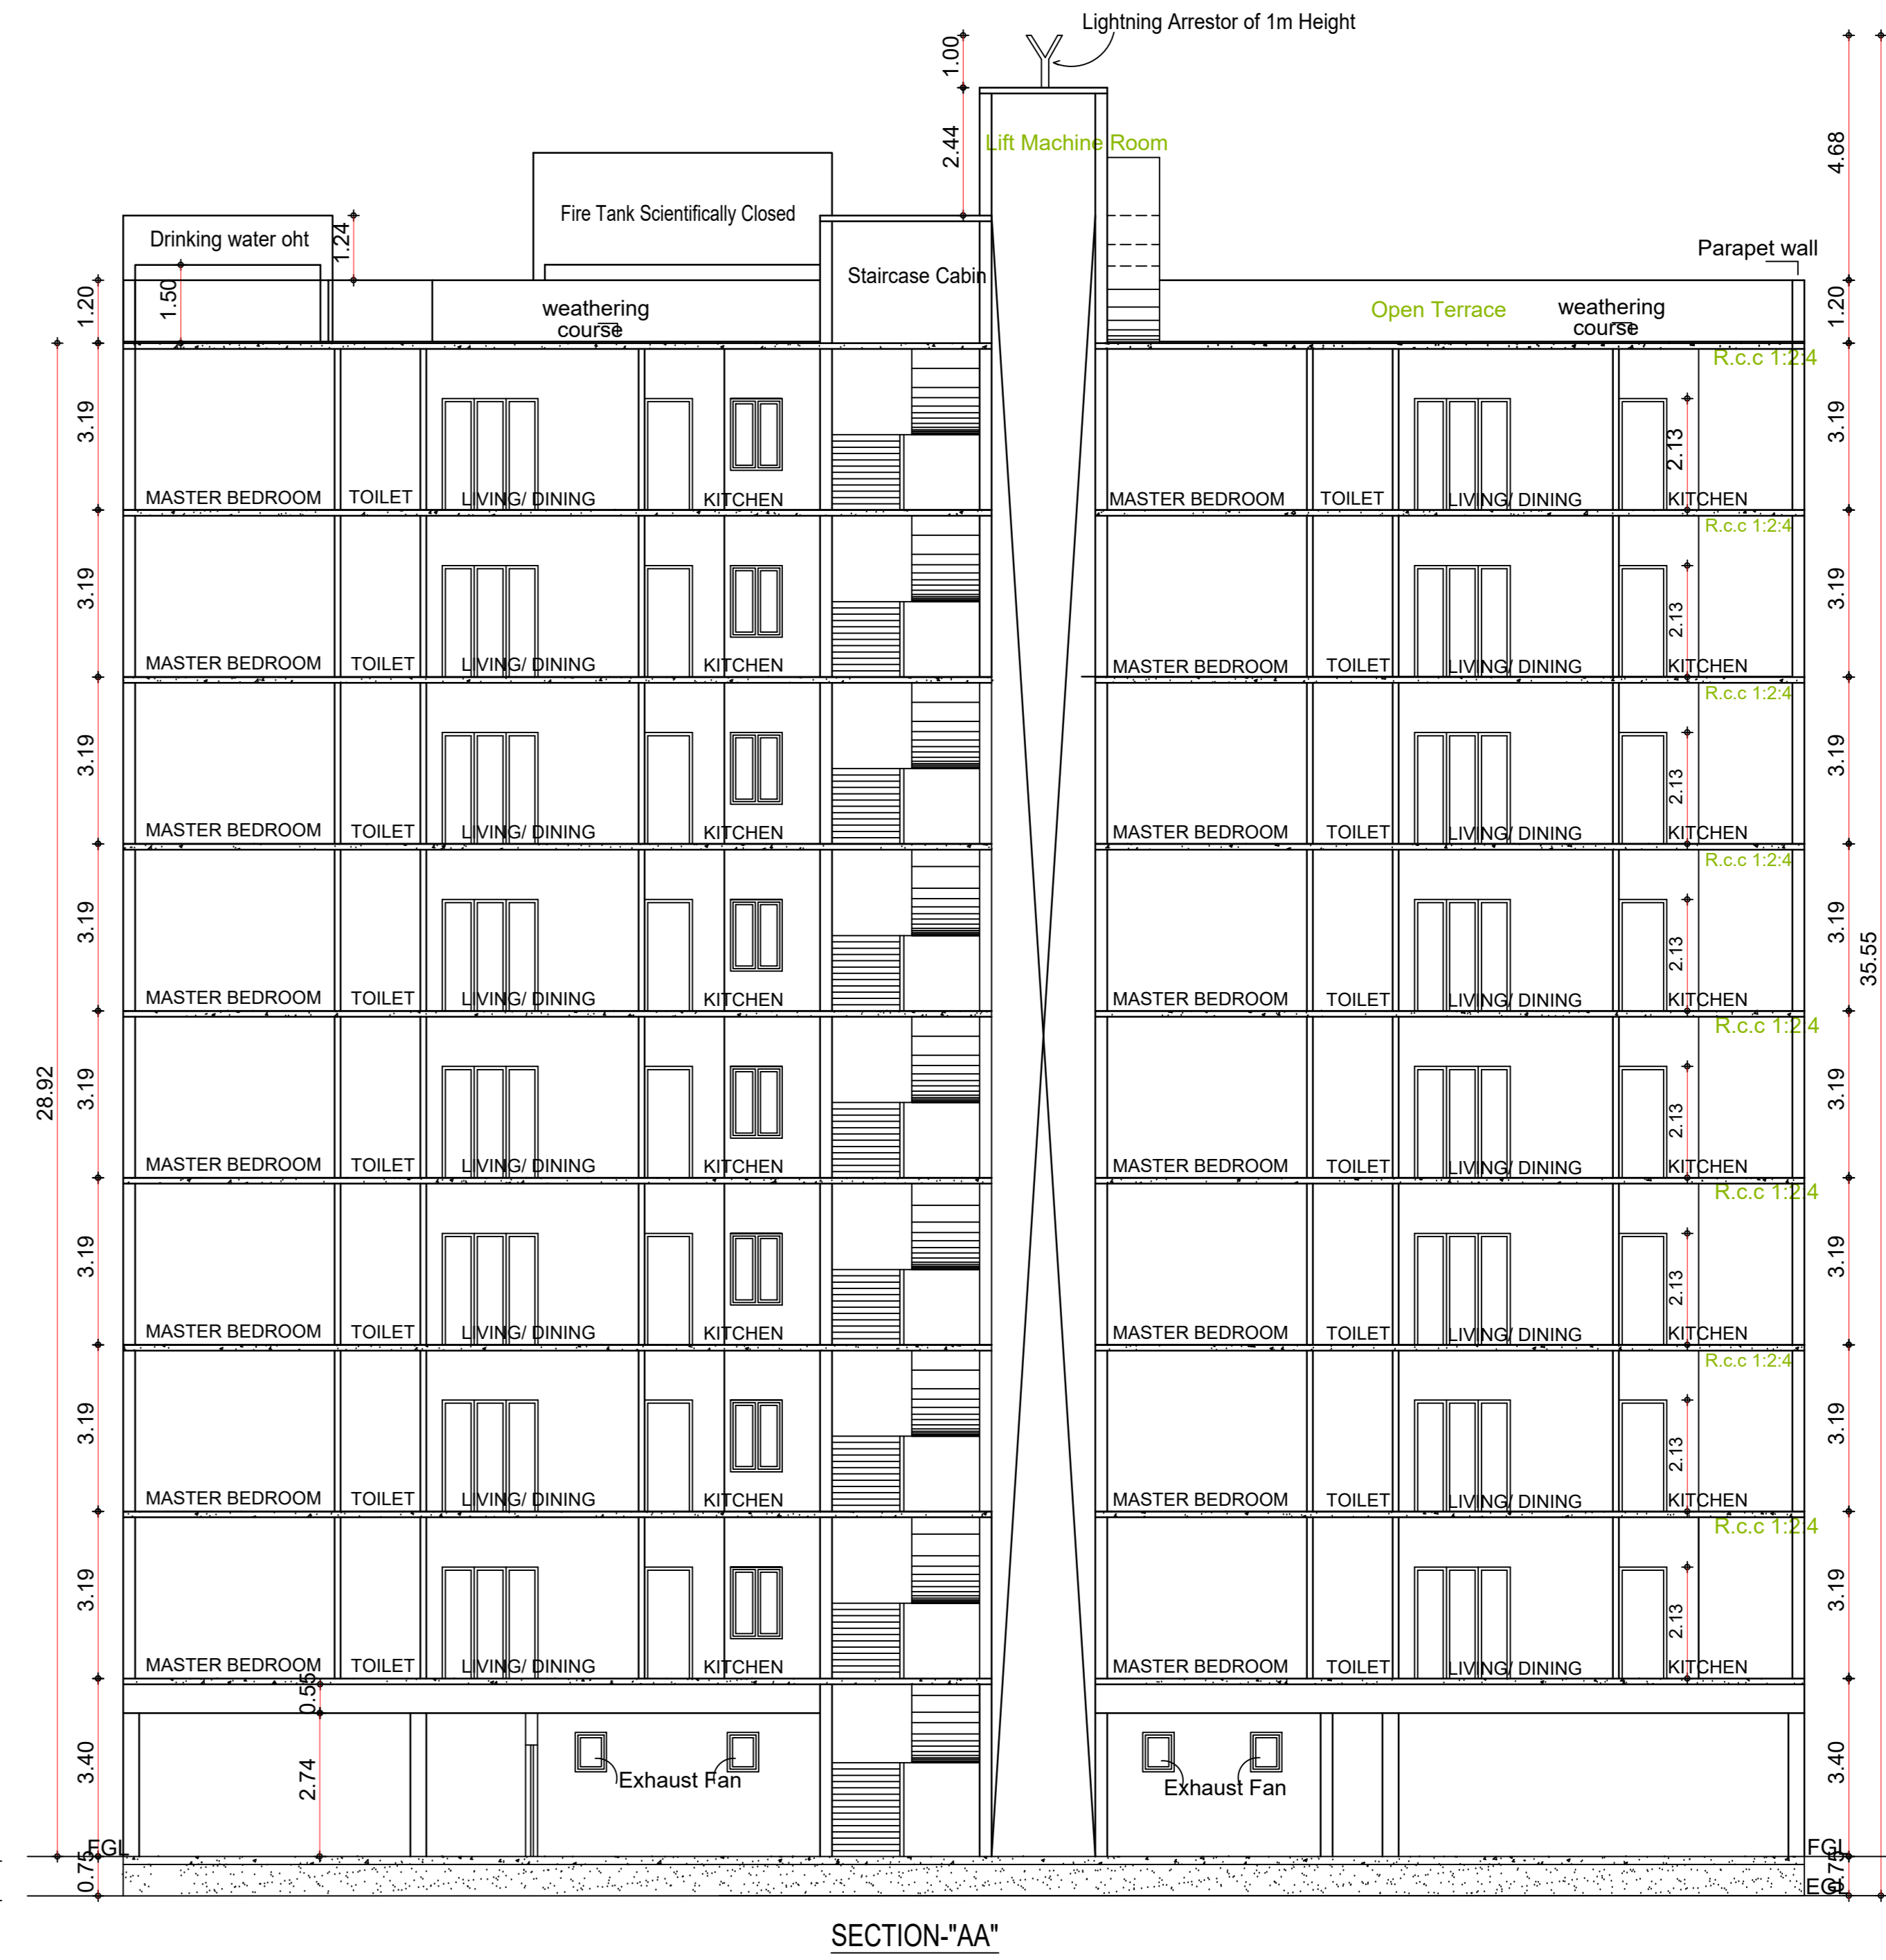 Lightning Arrestor of 1m Height
1.00
2.44
4.68
Lift Machine Room
Fire Tank Scientifically Closed
Drinking water oht
1.24
Staircase Cabin
Parapet wall
1.20
1.50
weathering
course
Open Terrace
weathering
course
1.20
R.c.c 1:2:4
3.19
2.13
3.19
MASTER BEDROOM TOILET LIVING/ DINING KITCHEN
MASTER BEDROOM TOILET LIVING/ DINING KITCHEN
R.c.c 1:2:4
3.19
2.13
3.19
MASTER BEDROOM TOILET LIVING/ DINING KITCHEN
MASTER BEDROOM TOILET LIVING/ DINING KITCHEN
R.c.c 1:2:4
3.19
2.13
3.19
MASTER BEDROOM TOILET LIVING/ DINING KITCHEN
MASTER BEDROOM TOILET LIVING/ DINING KITCHEN
R.c.c 1:2:4
3.19
2.13
3.19
35.55
MASTER BEDROOM TOILET LIVING/ DINING KITCHEN
MASTER BEDROOM TOILET LIVING/ DINING KITCHEN
R.c.c 1:2:4
28.92
3.19
2.13
3.19
MASTER BEDROOM TOILET LIVING/ DINING KITCHEN
MASTER BEDROOM TOILET LIVING/ DINING KITCHEN
R.c.c 1:2:4
3.19
2.13
3.19
MASTER BEDROOM TOILET LIVING/ DINING KITCHEN
MASTER BEDROOM TOILET LIVING/ DINING KITCHEN
R.c.c 1:2:4
3.19
2.13
3.19
MASTER BEDROOM TOILET LIVING/ DINING KITCHEN
MASTER BEDROOM TOILET LIVING/ DINING KITCHEN
R.c.c 1:2:4
3.19
2.13
3.19
MASTER BEDROOM TOILET LIVING/ DINING KITCHEN
MASTER BEDROOM TOILET LIVING/ DINING KITCHEN
0.55
3.40
2.74
Exhaust Fan
Exhaust Fan
3.40
FGL
FGL
0.75
0.75
EGL
SECTION-"AA"